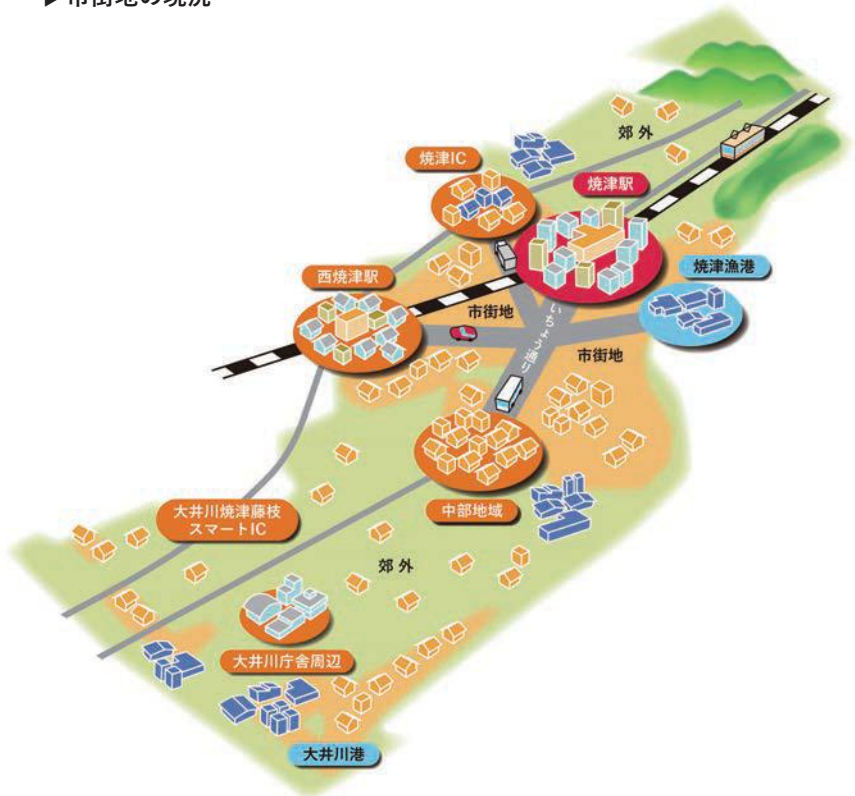 ▶市街地の現況
郊外
焼津IC
焼津駅
焼津漁港
西焼津駅
市街地
いちょう通り
市街地
大井川焼津藤枝
スマートIC
中部地域
郊外
大井川庁舎周辺
大井川港